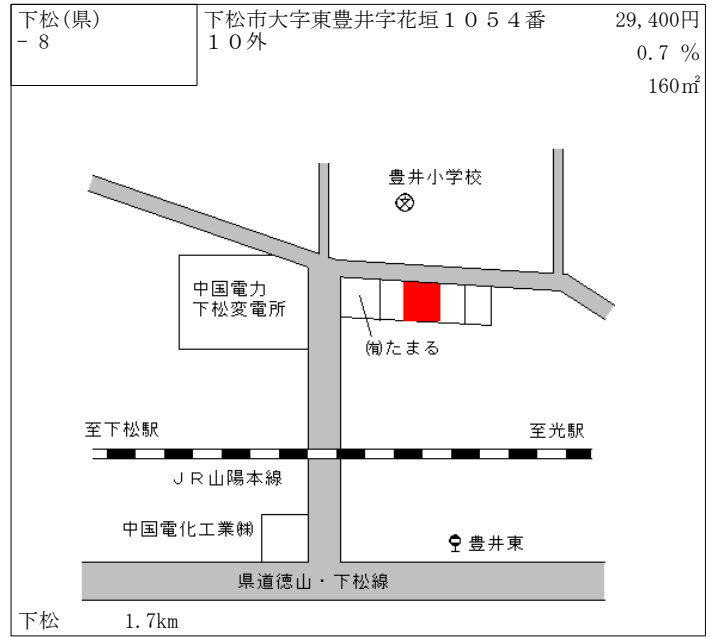 下松(県)
－８
下松市大字東豊井字花垣１０５４番
１０外
29,400円
0.7 %
160㎡
豊井小学校
中国電力
下松変電所
㈲たまる
至下松駅
至光駅
ＪＲ山陽本線
中国電化工業㈱
豊井東
県道徳山・下松線
下松 1.7km